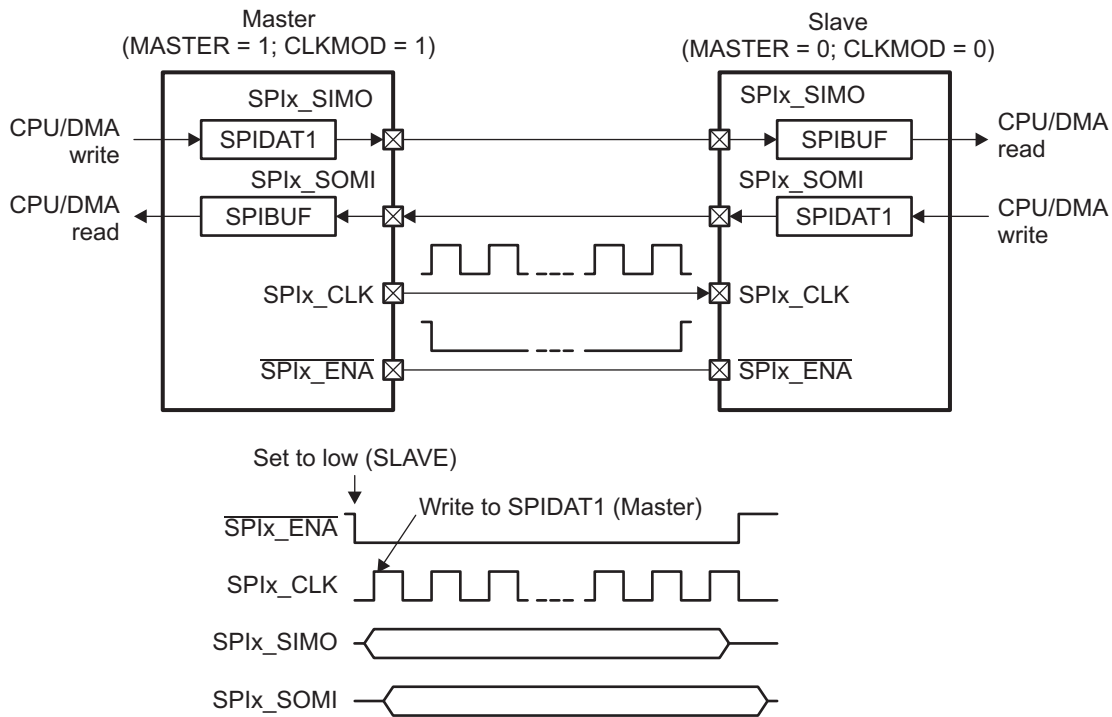 Master
(MASTER = 1; CLKMOD = 1)
Slave
(MASTER = 0; CLKMOD = 0)
SPIx_SIMO
SPIx_SIMO
CPU/DMA
write
SPIDAT1
SPIBUF
CPU/DMA
read
SPIx_SOMI
SPIx_SOMI
CPU/DMA
read
SPIBUF
SPIDAT1
CPU/DMA
write
SPIx_CLK
SPIx_CLK
SPIx_ENA
SPIx_ENA
Set to low (SLAVE)
Write to SPIDAT1 (Master)
SPIx_ENA
SPIx_CLK
SPIx_SIMO
SPIx_SOMI